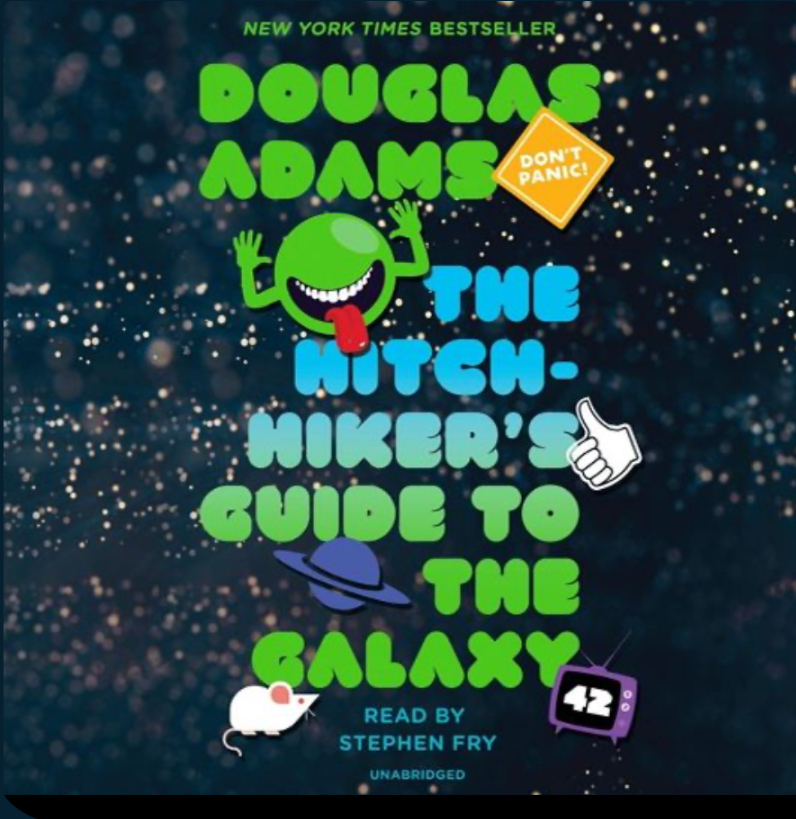 NEW YORK TIMES BESTSELLER
DOUGLAS
ADAMS
DON'T
PANIC!
THE
HITCH-
HIKER'S
GUIDE TO
THE
GALAXY
42
READ BY
STEPHEN FRY
UNABRIDGED